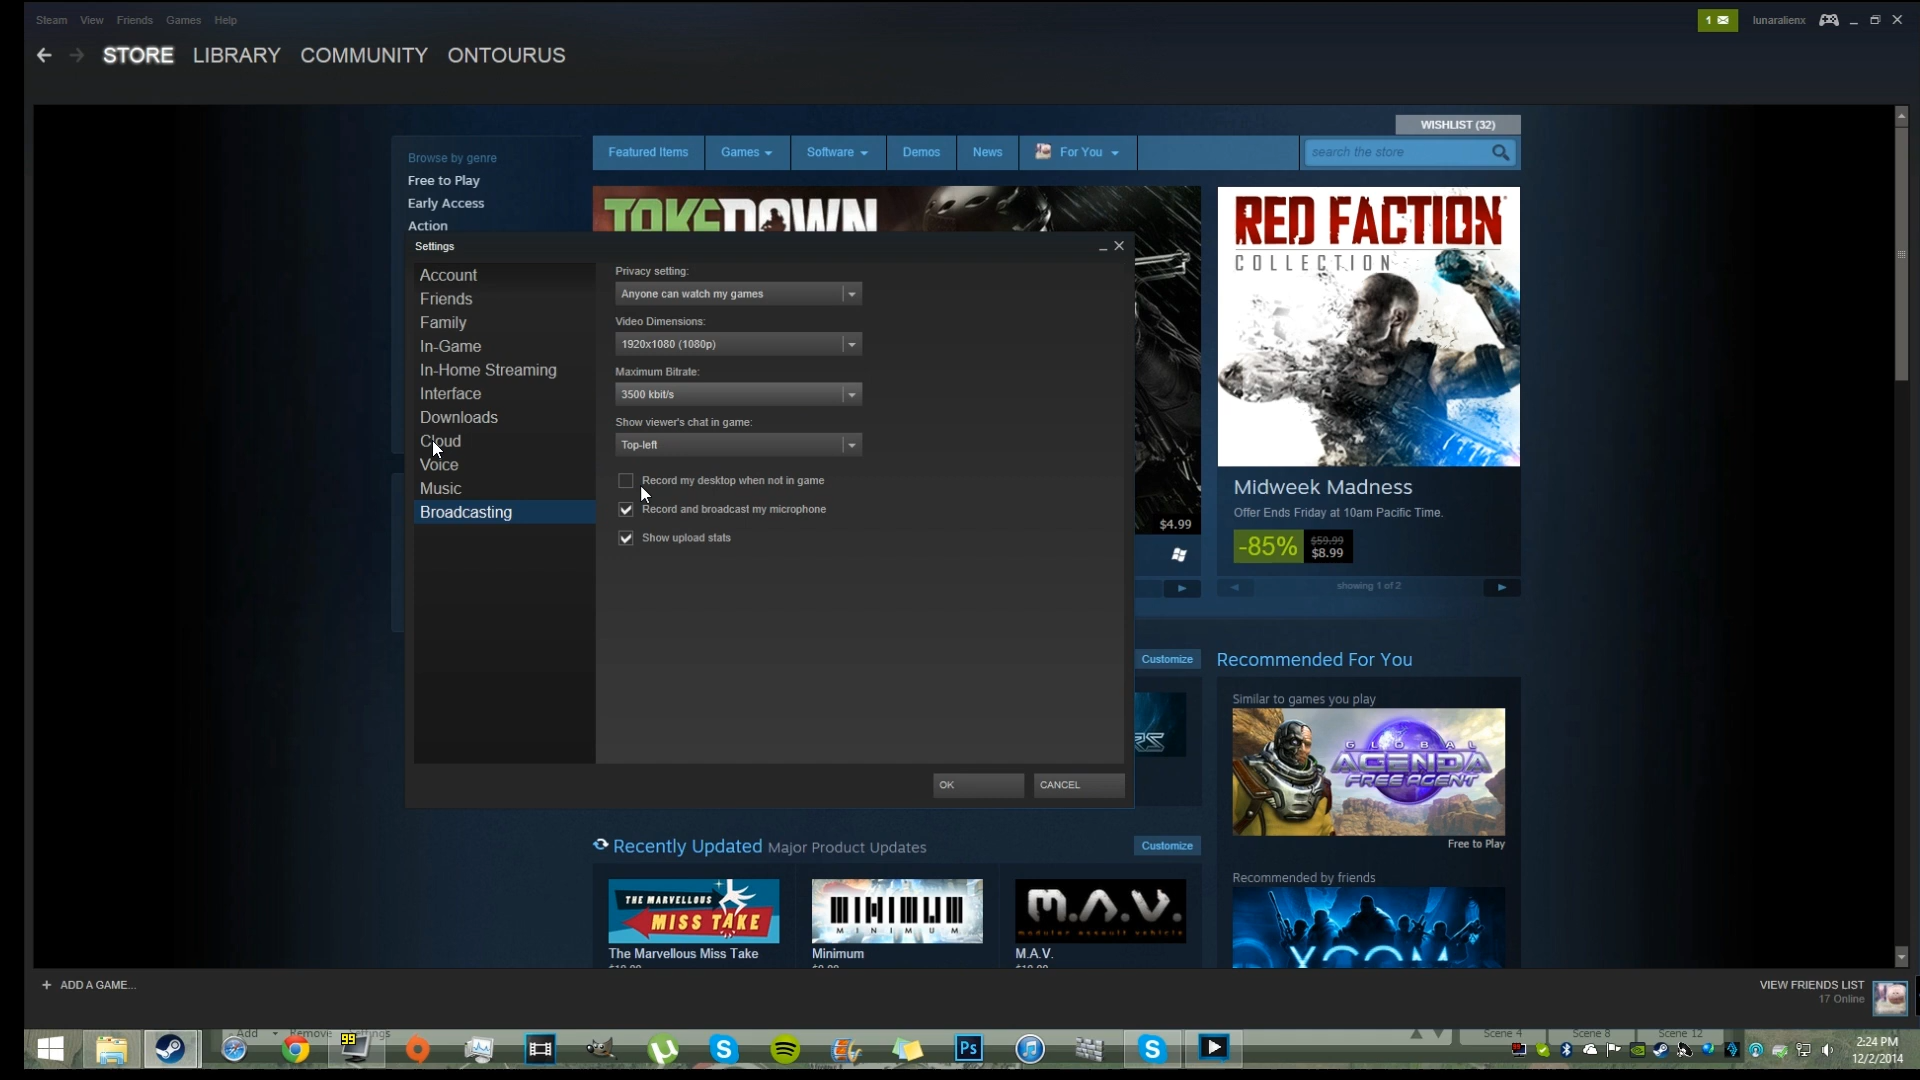 Steam View Friends Games Help
1 lunaralienx
STORE LIBRARY COMMUNITY ONTOURUS
WISHLIST (32)
Featured Items Games Software Demos News For You search the store
Browse by genre
Free to Play
Early Access
Action
TAKEDOWN
RED FACTION
COLLECTION
Settings
Account
Friends
Family
In-Game
In-Home Streaming
Interface
Downloads
Cloud
Voice
Music
Broadcasting
Privacy setting:
Anyone can watch my games
Video Dimensions:
1920x1080 (1080p)
Maximum Bitrate:
3500 kbit/s
Show viewer's chat in game:
Top-left
Record my desktop when not in game
Record and broadcast my microphone
Show upload stats
OK CANCEL
$4.99
Midweek Madness
Offer Ends Friday at 10am Pacific Time.
-85% $59.99
$8.99
showing 1 of 2
Customize
Recommended For You
Similar to games you play
GLOBAL
AGENDA
FREE AGENT
Free to Play
Recently Updated Major Product Updates
Customize
THE MARVELLOUS
MISS TAKE
MINIMUM
MINIMUM
M.A.V.
modular assault vehicle
The Marvellous Miss Take
Minimum
M.A.V.
Recommended by friends
XCOM
+ ADD A GAME...
VIEW FRIENDS LIST
17 Online
Add Remove Settings
Scene 4 Scene 8 Scene 12
99
Ps
2:24 PM
12/2/2014